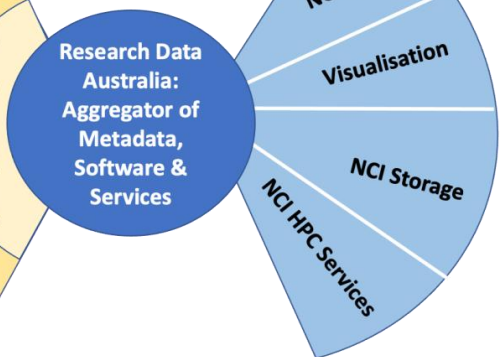 Research Data
Australia:
Aggregator of
Metadata,
Software &
Services
Visualisation
NCI Storage
NCI HPC Services